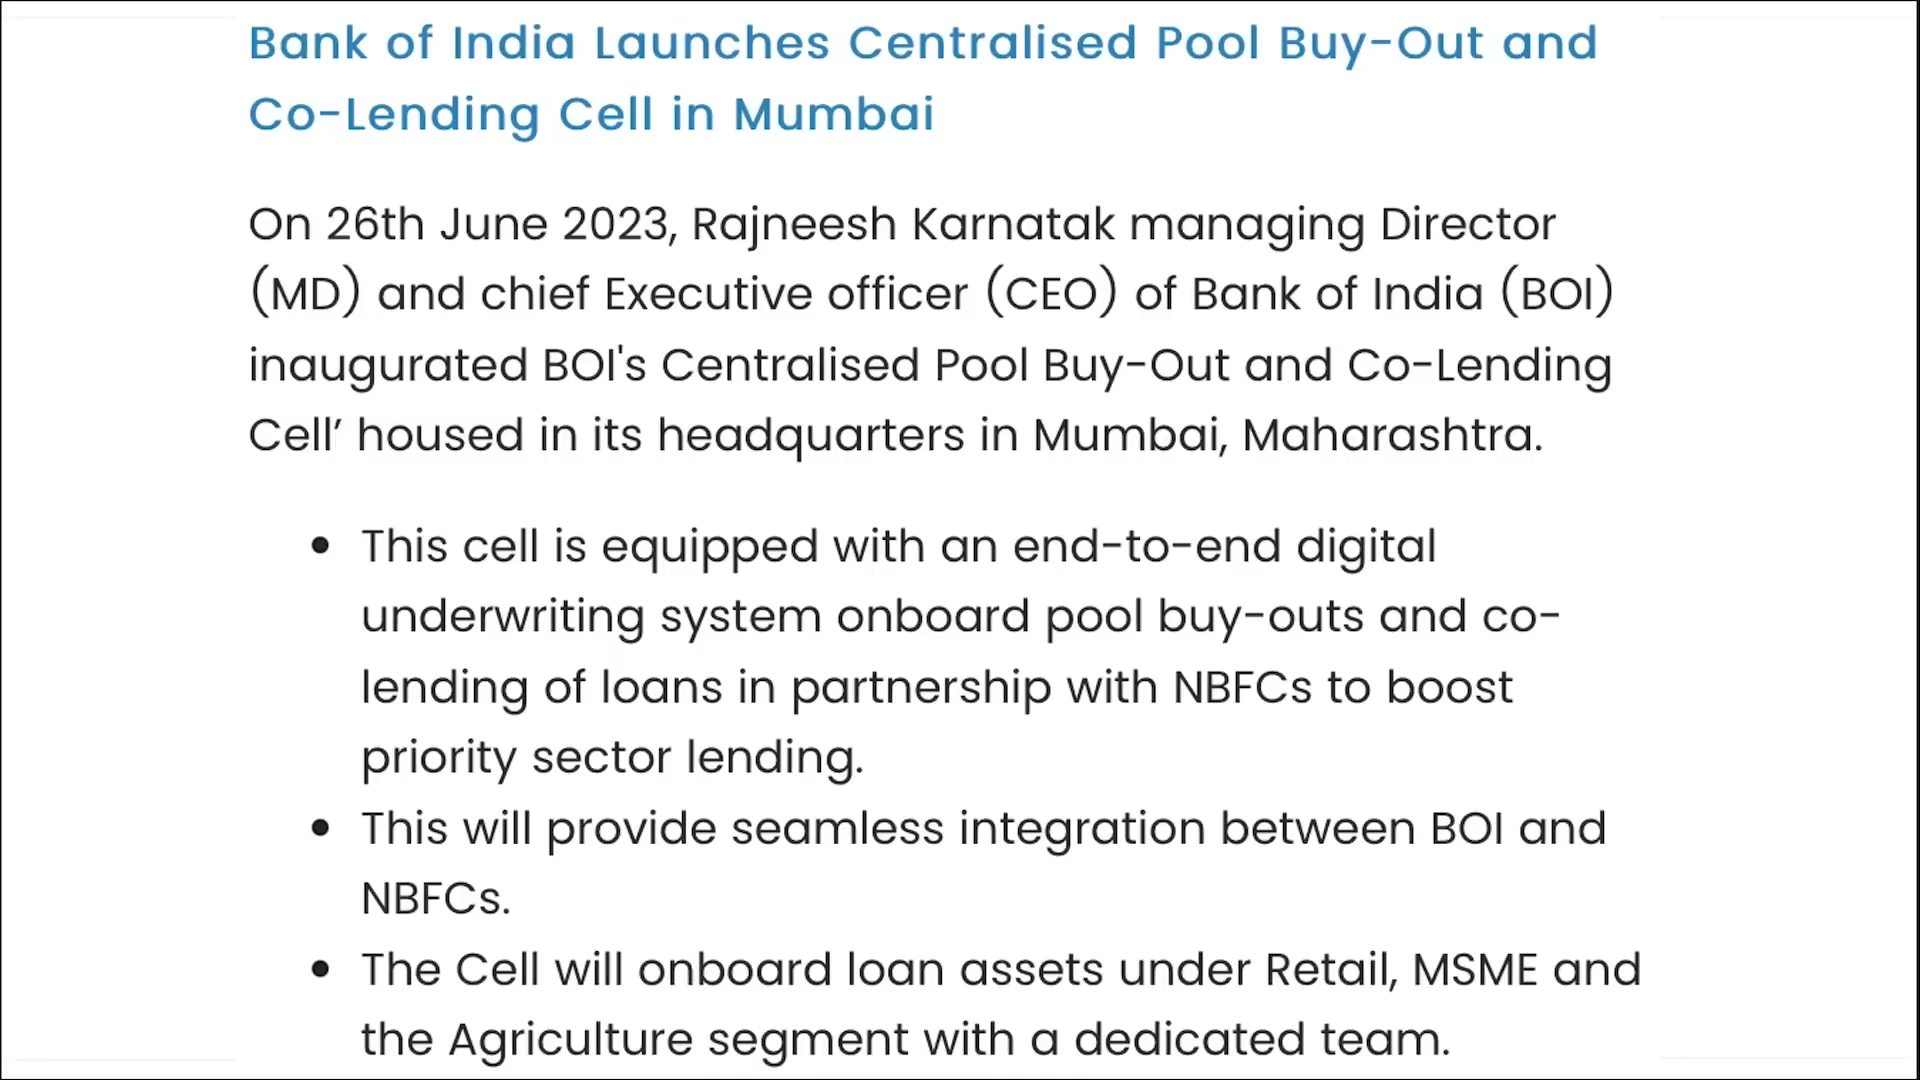 Bank of India Launches Centralised Pool Buy-Out and
Co-Lending Cell in Mumbai
On 26th June 2023, Rajneesh Karnatak managing Director
(MD) and chief Executive officer (CEO) of Bank of India (BOI)
inaugurated BOI's Centralised Pool Buy-Out and Co-Lending
Cell’ housed in its headquarters in Mumbai, Maharashtra.
• This cell is equipped with an end-to-end digital
underwriting system onboard pool buy-outs and co-
lending of loans in partnership with NBFCs to boost
priority sector lending.
• This will provide seamless integration between BOI and
NBFCs.
• The Cell will onboard loan assets under Retail, MSME and
the Agriculture segment with a dedicated team.